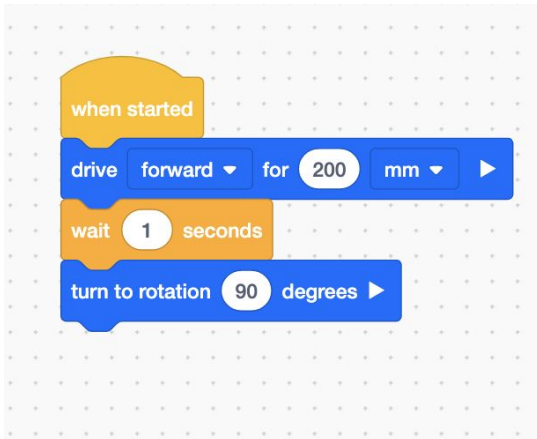 when started
drive forward for 200 mm
wait 1 seconds
turn to rotation 90 degrees